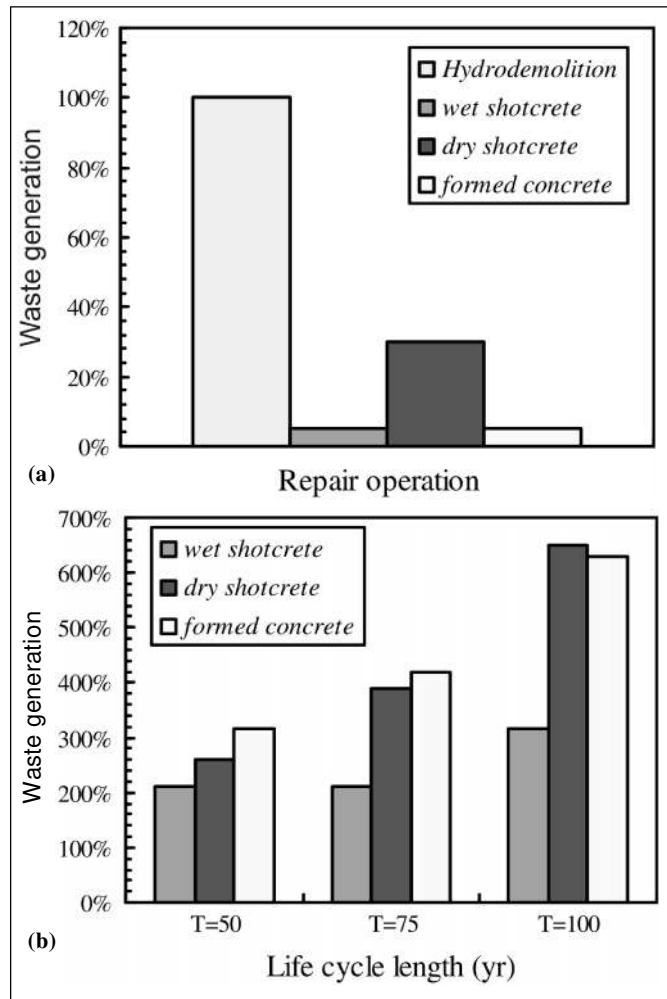 120%
100%
80%
60%
40%
20%
0%
Waste generation
Hydrodemolition
wet shotcrete
dry shotcrete
formed concrete
(a)
Repair operation
700%
600%
500%
400%
300%
200%
100%
0%
Waste generation
wet shotcrete
dry shotcrete
formed concrete
T=50 T=75 T=100
(b)
Life cycle length (yr)